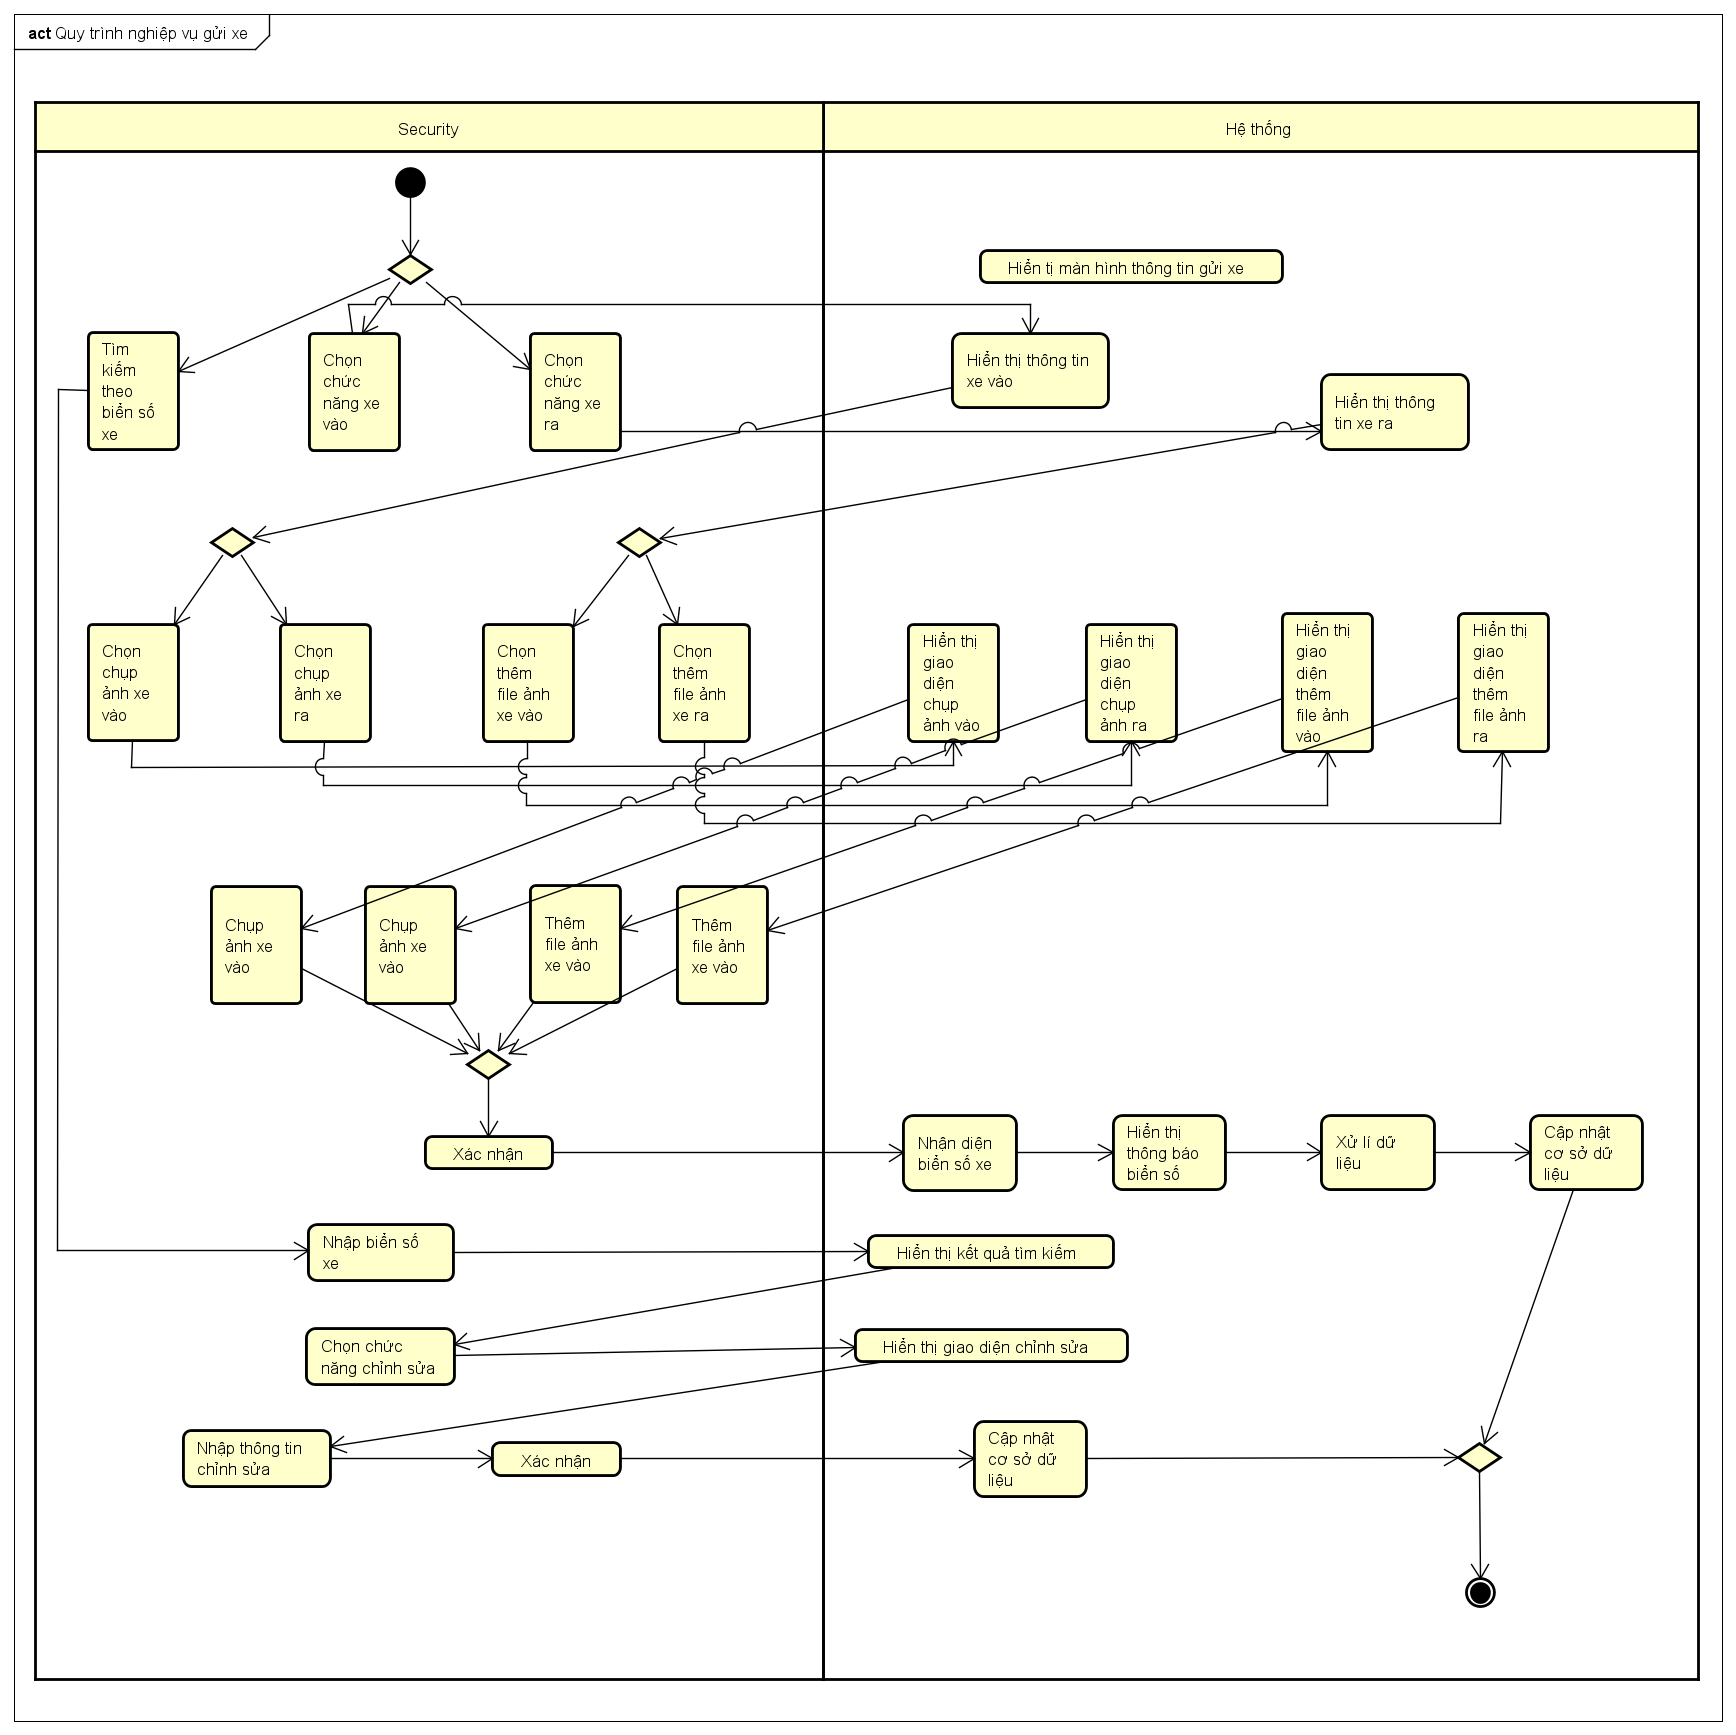 act Quy trình nghiệp vụ gửi xe
Security
Hệ thống
Hiển tị màn hình thông tin gửi xe
Tìm
kiếm
theo
biển số
xe
Chọn
chức
năng xe
vào
Chọn
chức
năng xe
ra
Hiển thị thông tin
xe vào
Hiển thị thông
tin xe ra
Chọn
chụp
ảnh xe
vào
Chọn
chụp
ảnh xe
ra
Chọn
thêm
file ảnh
xe vào
Chọn
thêm
file ảnh
xe ra
Hiển thị
giao
diện
chụp
ảnh vào
Hiển thị
giao
diện
chụp
ảnh ra
Hiển thị
giao
diện
thêm
file ảnh
vào
Hiển thị
giao
diện
thêm
file ảnh
ra
Chụp
ảnh xe
vào
Chụp
ảnh xe
vào
Thêm
file ảnh
xe vào
Thêm
file ảnh
xe vào
Xác nhận
Nhận diện
biển số xe
Hiển thị
thông báo
biển số
Xử lí dữ
liệu
Cập nhật
cơ sở dữ
liệu
Nhập biển số
xe
Hiển thị kết quả tìm kiếm
Chọn chức
năng chỉnh sửa
Hiển thị giao diện chỉnh sửa
Nhập thông tin
chỉnh sửa
Xác nhận
Cập nhật
cơ sở dữ
liệu